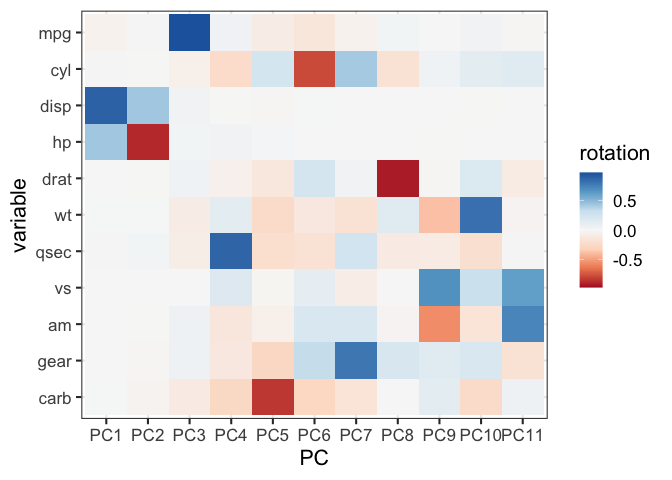 mpg
cyl
disp
hp
drat
wt
qsec
vs
am
gear
carb
variable
PC1 PC2 PC3 PC4 PC5 PC6 PC7 PC8 PC9 PC10 PC11
PC
rotation
0.5
0.0
-0.5